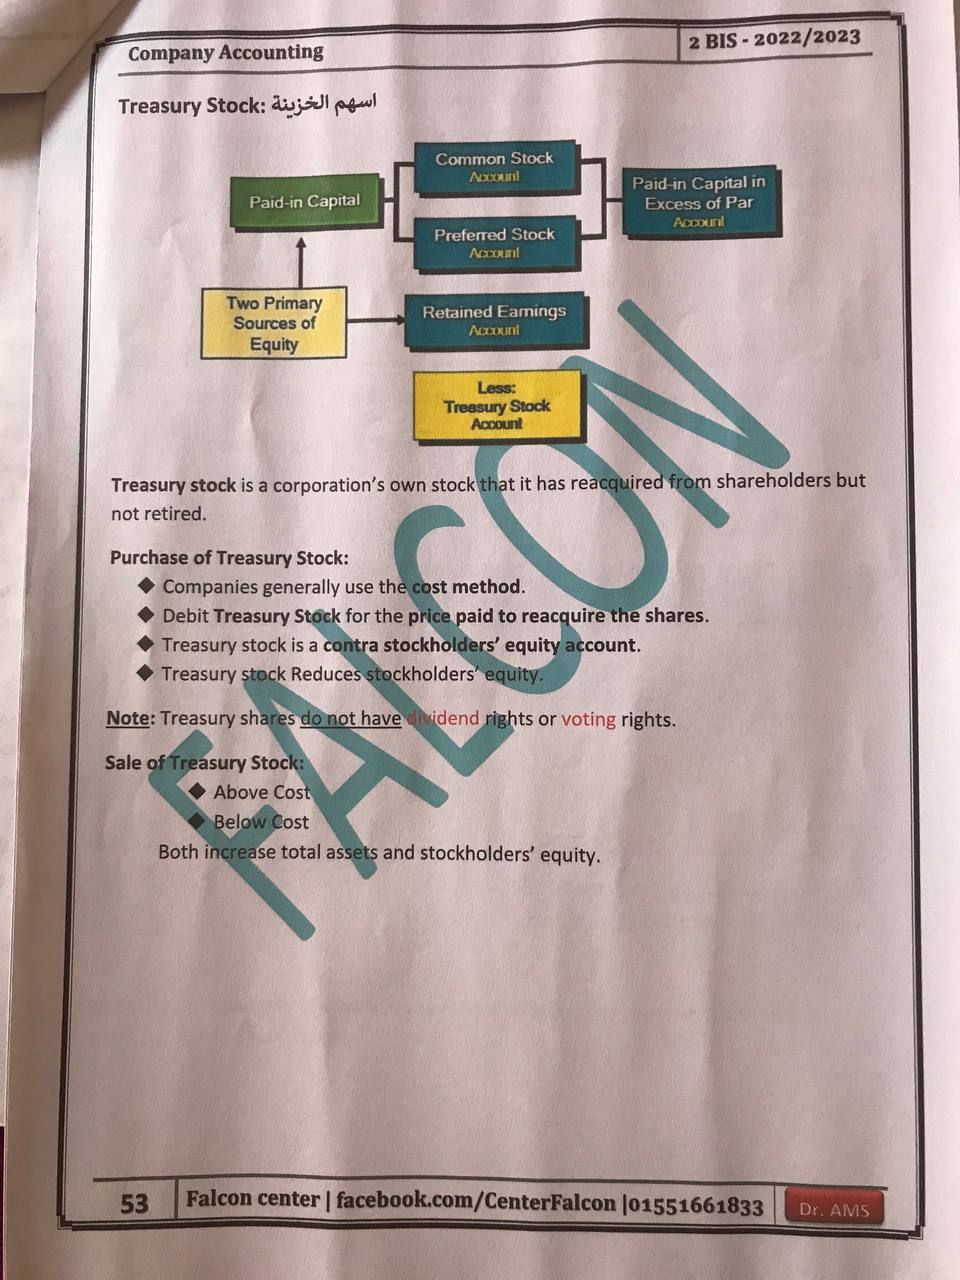 Company Accounting
2 BIS - 2022/2023
Treasury Stock: اسهم الخزينة
Common Stock
Account
Paid-in Capital
Paid-in Capital in
Excess of Par
Account
Preferred Stock
Account
Two Primary
Sources of
Equity
Retained Earnings
Account
Less:
Treasury Stock
Account
FALCON
Treasury stock is a corporation's own stock that it has reacquired from shareholders but
not retired.
Purchase of Treasury Stock:
◆ Companies generally use the cost method.
◆ Debit Treasury Stock for the price paid to reacquire the shares.
◆ Treasury stock is a contra stockholders' equity account.
◆ Treasury stock Reduces stockholders' equity.
Note: Treasury shares do not have dividend rights or voting rights.
Sale of Treasury Stock:
◆ Above Cost
◆ Below Cost
Both increase total assets and stockholders' equity.
53
Falcon center | facebook.com/CenterFalcon |01551661833
Dr. AMS